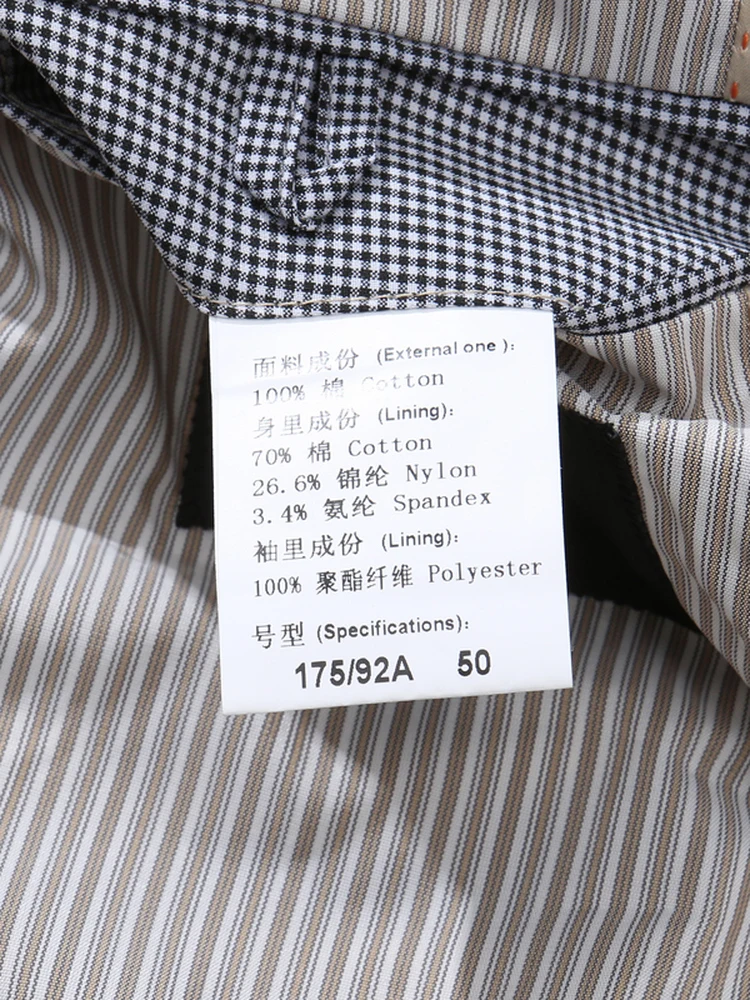 面料成份 (External one ):
100% 棉 Cotton
身里成份 (Lining):
70% 棉 Cotton
26.6% 锦纶 Nylon
3.4% 氨纶 Spandex
袖里成份 (Lining):
100% 聚酯纤维 Polyester
号型 (Specifications):
175/92A 50